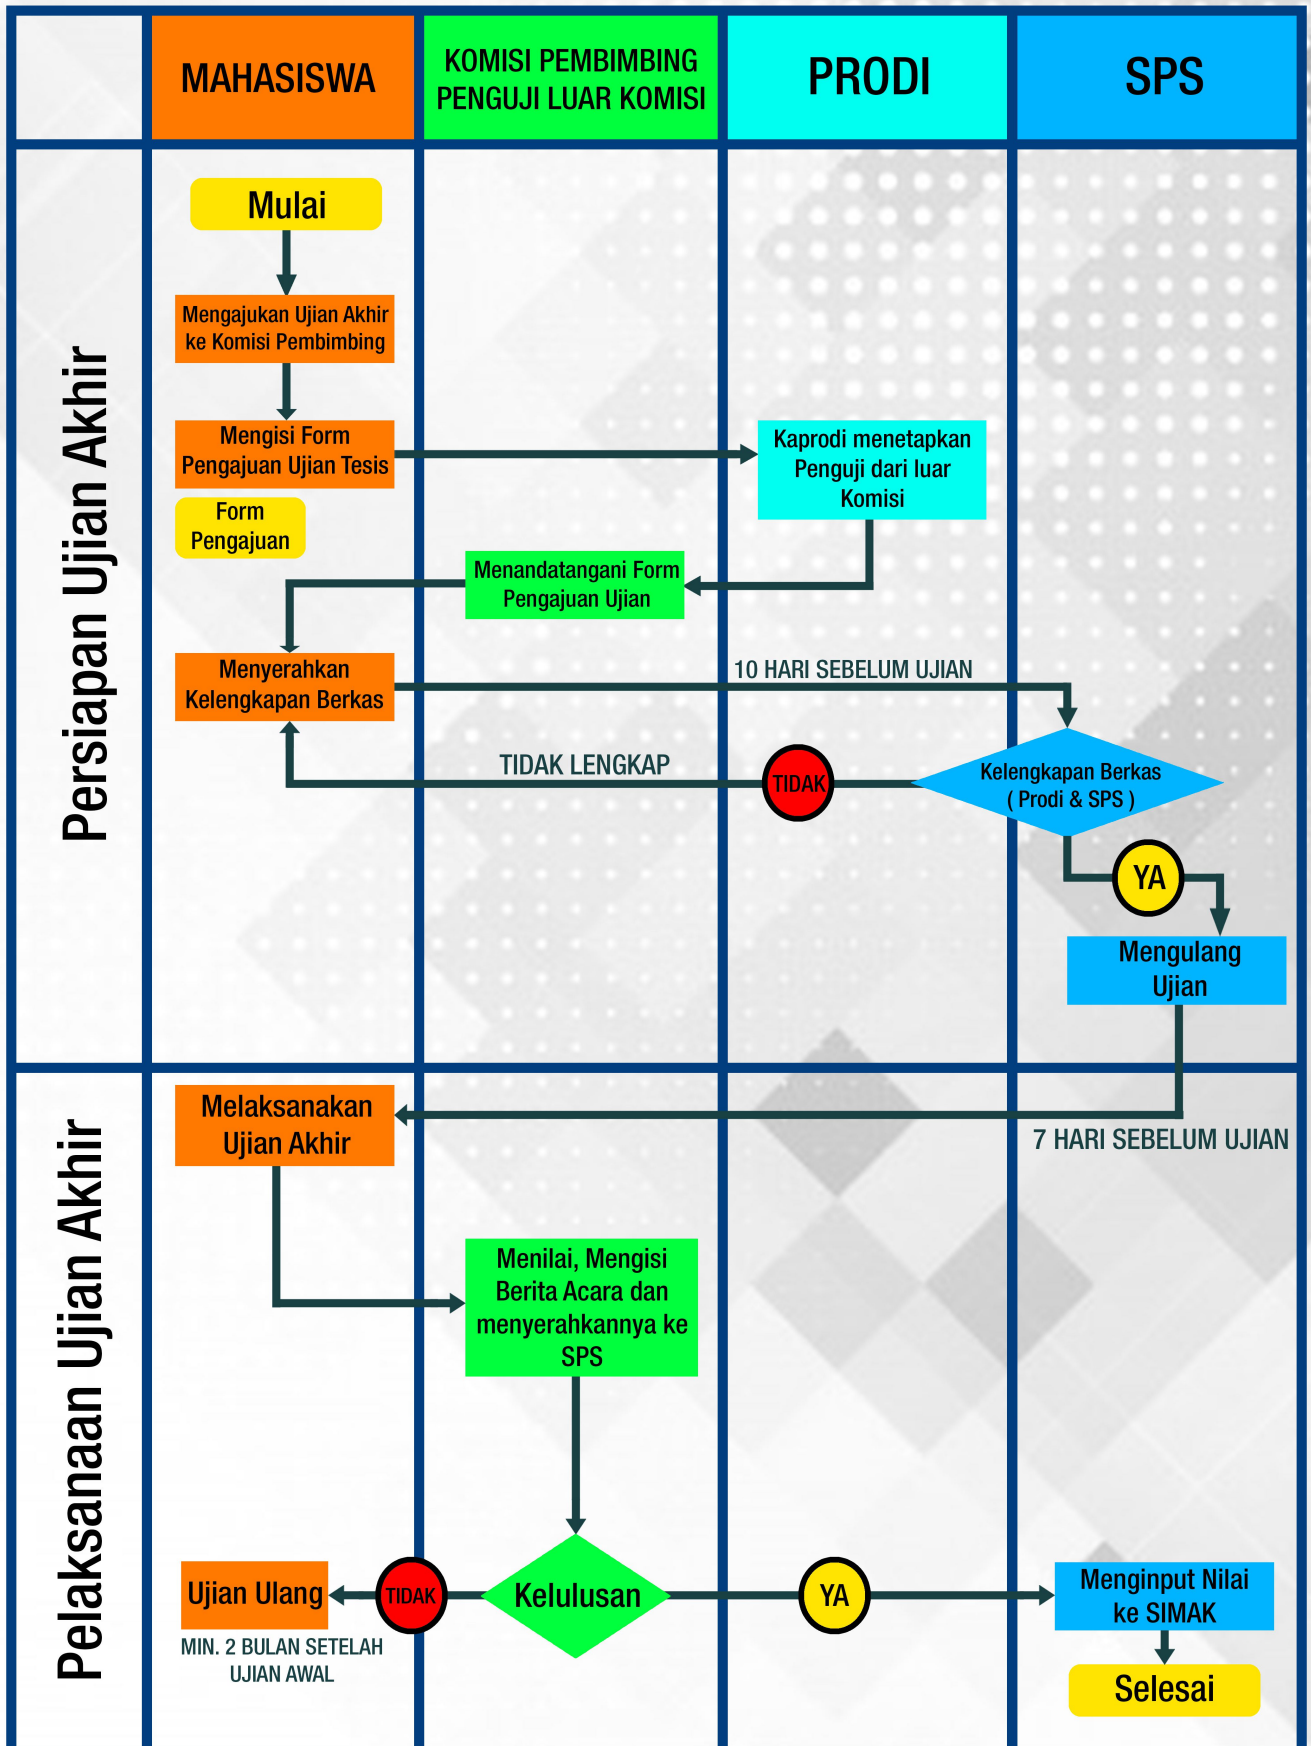 MAHASISWA
KOMISI PEMBIMBING
PENGUJI LUAR KOMISI
PRODI
SPS
Persiapan Ujian Akhir
Mulai
Mengajukan Ujian Akhir
ke Komisi Pembimbing
Mengisi Form
Pengajuan Ujian Tesis
Form
Pengajuan
Kaprodi menetapkan
Penguji dari luar
Komisi
Menandatangani Form
Pengajuan Ujian
Menyerahkan
Kelengkapan Berkas
10 HARI SEBELUM UJIAN
TIDAK LENGKAP
TIDAK
Kelengkapan Berkas
( Prodi & SPS )
YA
Mengulang
Ujian
Pelaksanaan Ujian Akhir
Melaksanakan
Ujian Akhir
7 HARI SEBELUM UJIAN
Menilai, Mengisi
Berita Acara dan
menyerahkannya ke
SPS
Ujian Ulang
TIDAK
Kelulusan
YA
Menginput Nilai
ke SIMAK
MIN. 2 BULAN SETELAH
UJIAN AWAL
Selesai